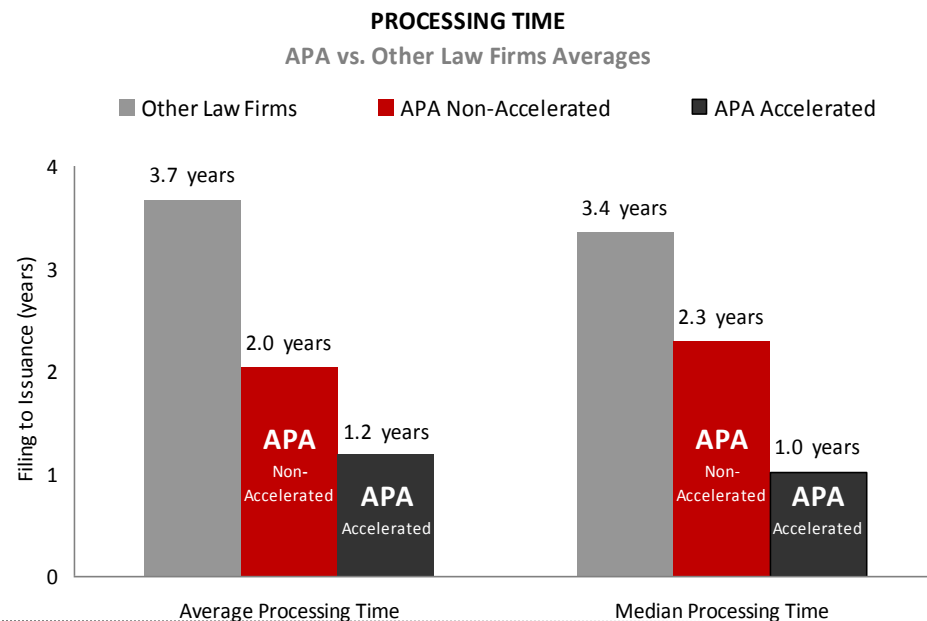 PROCESSING TIME
APA vs. Other Law Firms Averages
Other Law Firms
APA Non-Accelerated
APA Accelerated
Filing to Issuance (years)
4
3
2
1
0
3.7 years
2.0 years
APA
Non-
Accelerated
1.2 years
APA
Accelerated
3.4 years
2.3 years
APA
Non-
Accelerated
1.0 years
APA
Accelerated
Average Processing Time
Median Processing Time